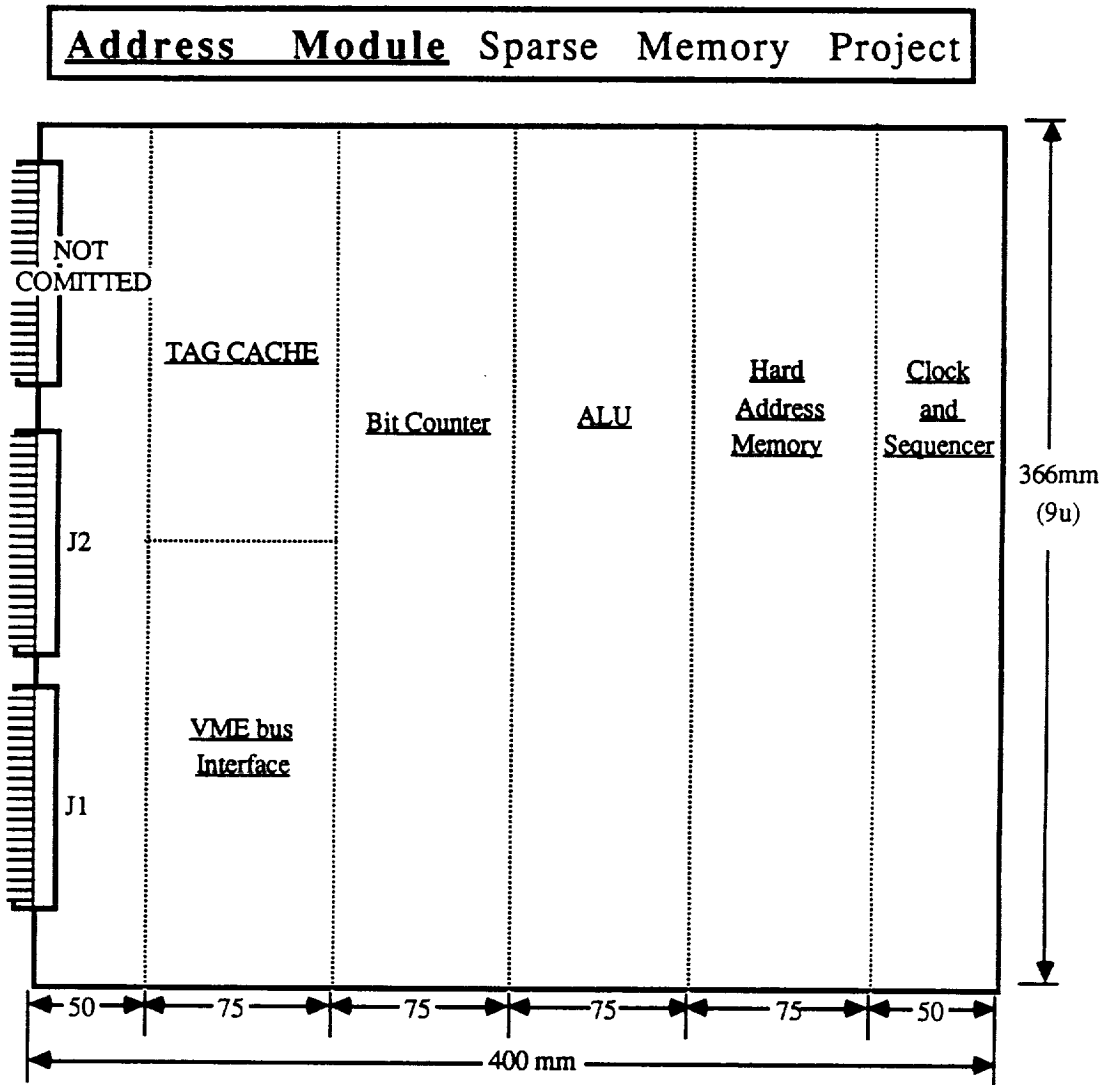 Address Module Sparse Memory Project
NOT
COMITTED
TAG CACHE
Bit Counter
ALU
Hard
Address
Memory
Clock
and
Sequencer
366mm
(9u)
J2
VME bus
Interface
J1
50
75
75
75
75
50
400 mm